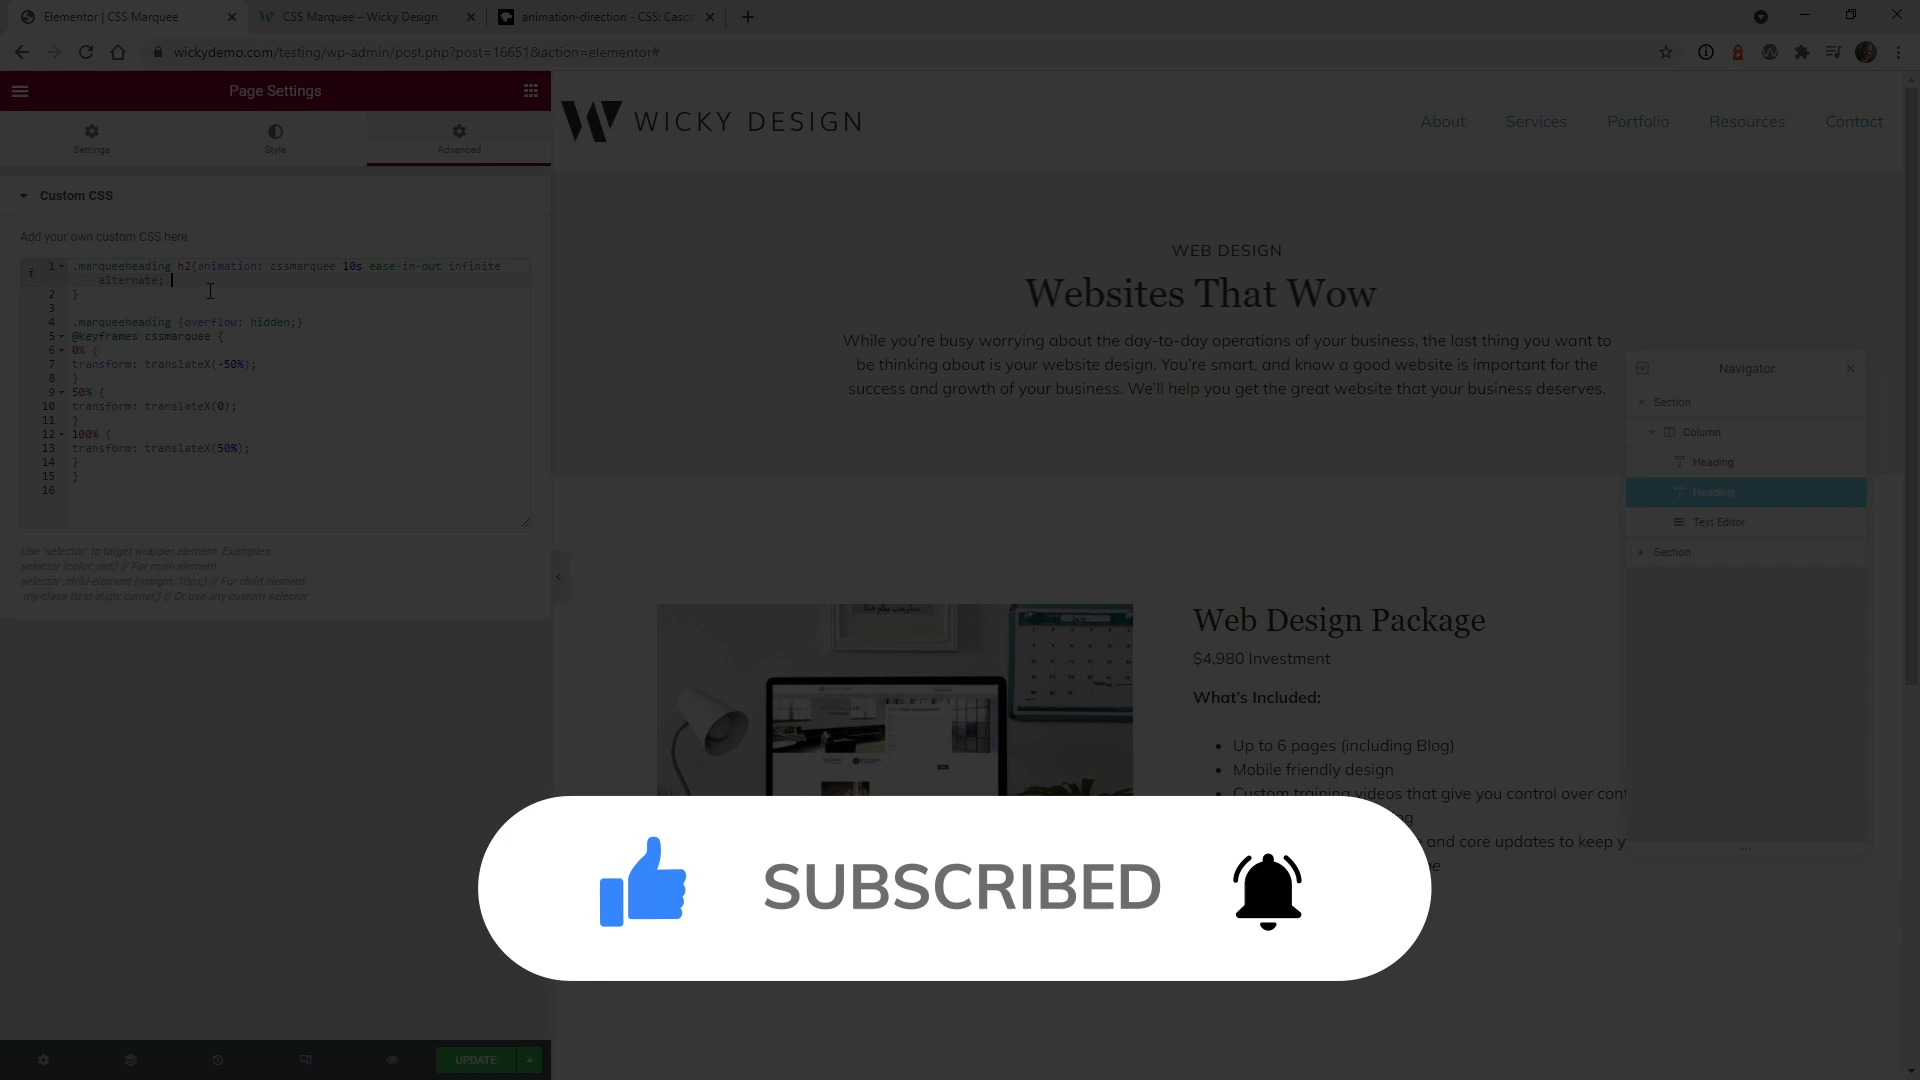 Elementor | CSS Marquee
CSS Marquee – Wicky Design
animation-direction - CSS: Casca
wickydemo.com/testing/wp-admin/post.php?post=16651&action=elementor#
Page Settings
Settings
Style
Advanced
Custom CSS
Add your own custom CSS here
1 .marqueeheading h2{animation: cssmarquee 10s ease-in-out infinite
alternate;
2 }
3
4 .marqueeheading {overflow: hidden;}
5 @keyframes cssmarquee {
6 0% {
7 transform: translateX(-50%);
8 }
9 50% {
10 transform: translateX(0);
11 }
12 100% {
13 transform: translateX(50%);
14 }
15 }
16
Use "selector" to target wrapper element. Examples:
selector {color: red;} // For main element
selector .child-element {margin: 10px;} // For child element
.my-class {text-align: center;} // Or use any custom selector
UPDATE
WICKY DESIGN
About
Services
Portfolio
Resources
Contact
WEB DESIGN
Websites That Wow
While you're busy worrying about the day-to-day operations of your business, the last thing you want to
be thinking about is your website design. You're smart, and know a good website is important for the
success and growth of your business. We'll help you get the great website that your business deserves.
Navigator
Section
Column
Heading
Heading
Text Editor
Section
Web Design Package
$4,980 Investment
What's Included:
Up to 6 pages (including Blog)
Mobile friendly design
Custom training videos that give you control over cont
ng
and core updates to keep y
e
SUBSCRIBED